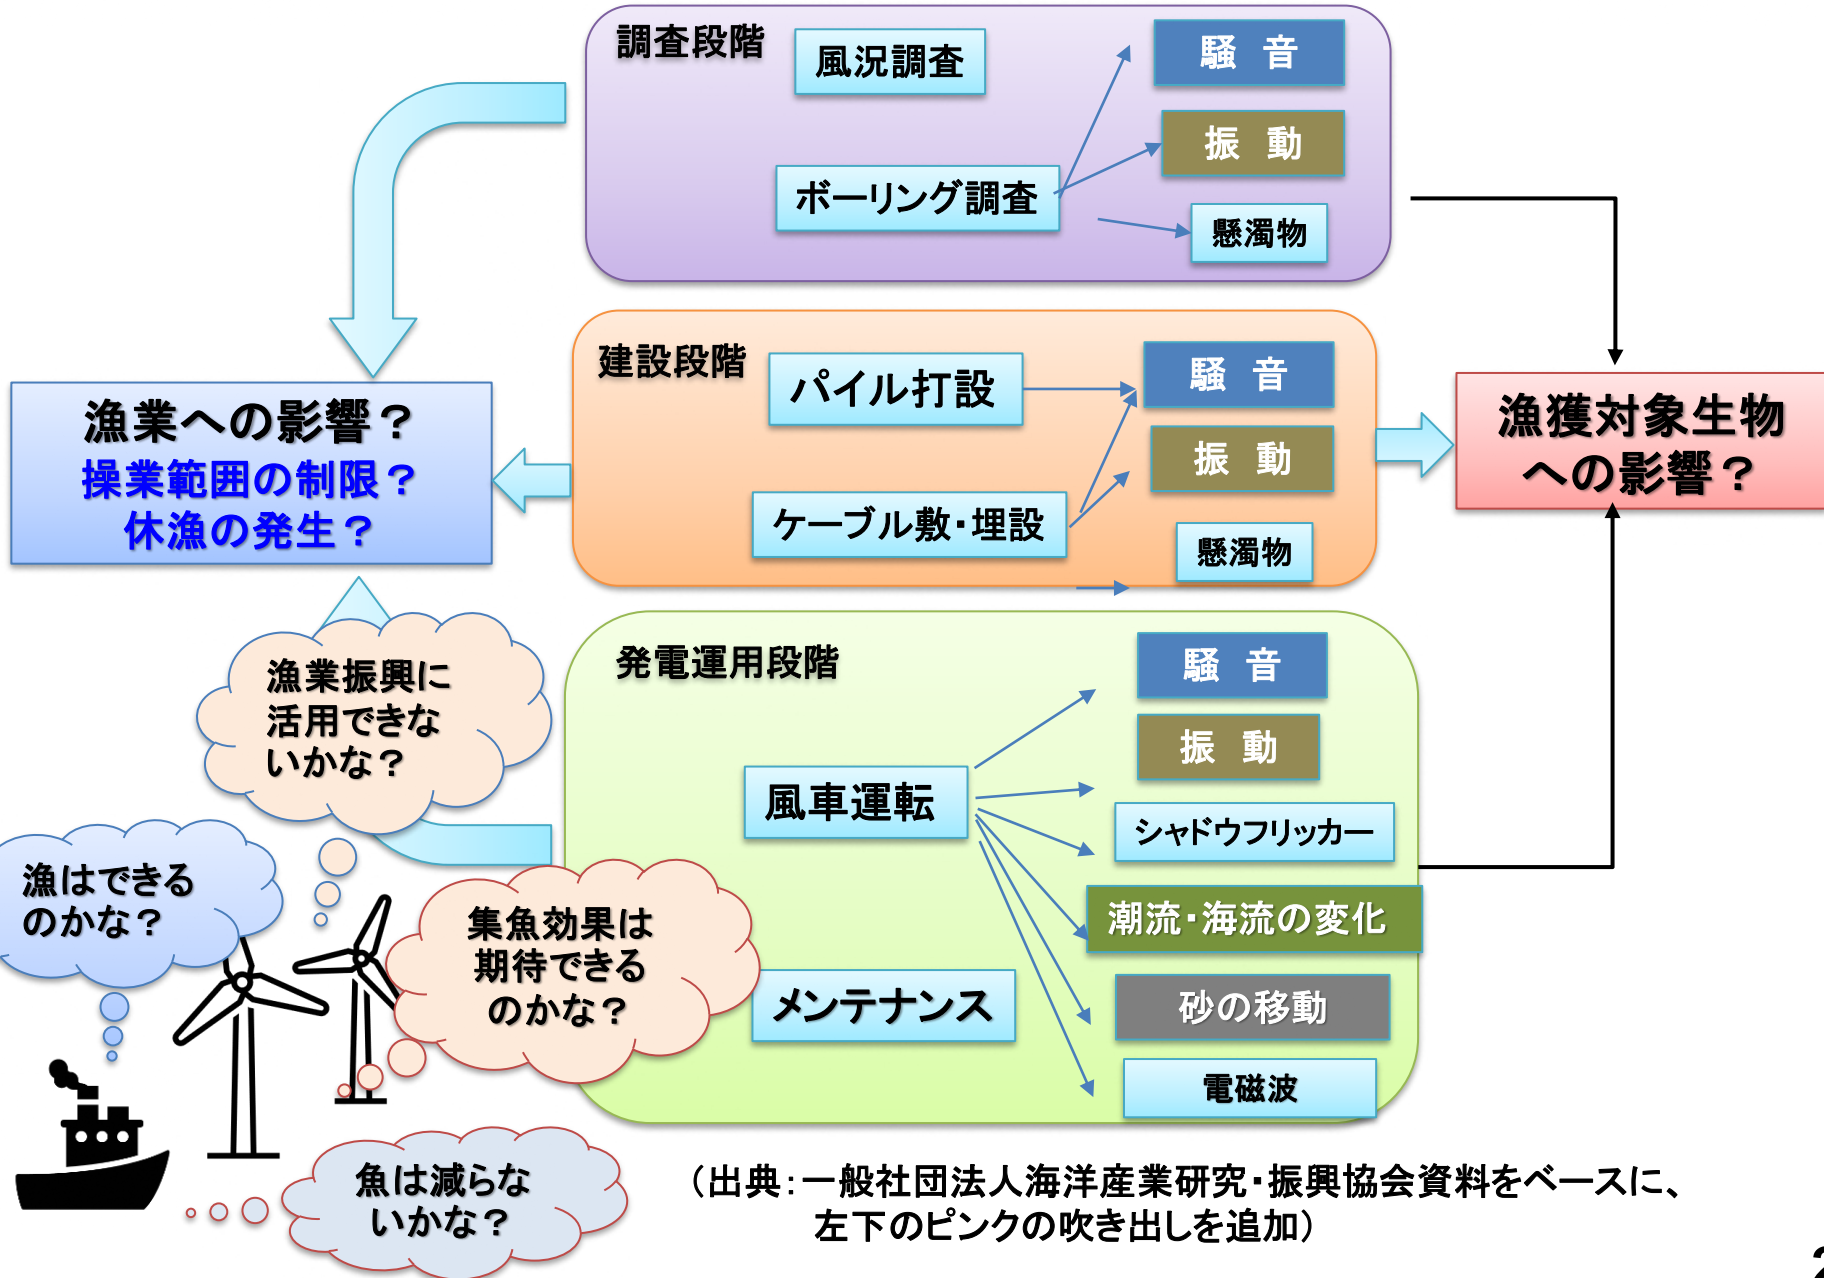 調査段階
風況調査
騒　音
振　動
ボーリング調査
懸濁物
建設段階
パイル打設
騒　音
振　動
ケーブル敷・埋設
懸濁物
漁業への影響？
操業範囲の制限？
休漁の発生？
漁獲対象生物
への影響？
発電運用段階
騒　音
振　動
風車運転
シャドウフリッカー
潮流・海流の変化
メンテナンス
砂の移動
電磁波
漁業振興に
活用できな
いかな？
漁はできる
のかな？
集魚効果は
期待できる
のかな？
魚は減らな
いかな？
（出典：一般社団法人海洋産業研究・振興協会資料をベースに、
左下のピンクの吹き出しを追加）